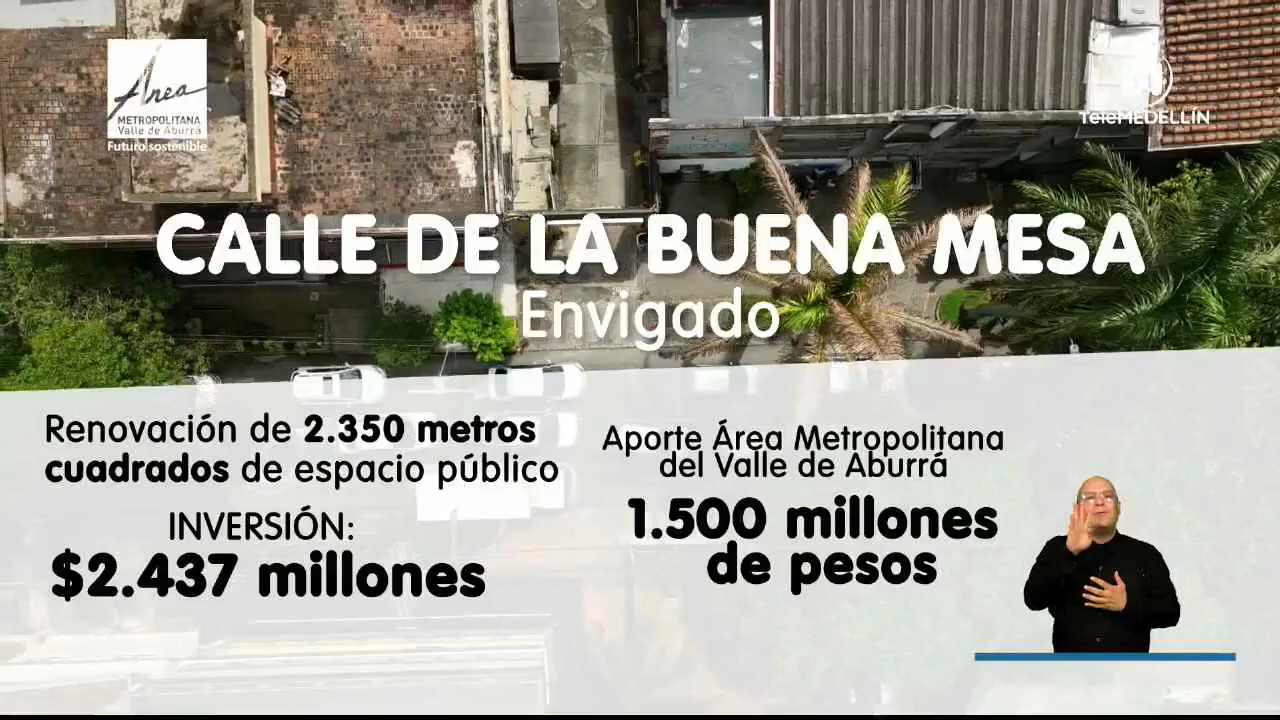 Área
METROPOLITANA
Valle de Aburrá
Futuro sostenible
TeleMEDELLÍN
CALLE DE LA BUENA MESA
Envigado
Renovación de 2.350 metros
cuadrados de espacio público
INVERSIÓN:
$2.437 millones
Aporte Área Metropolitana
del Valle de Aburrá
1.500 millones
de pesos